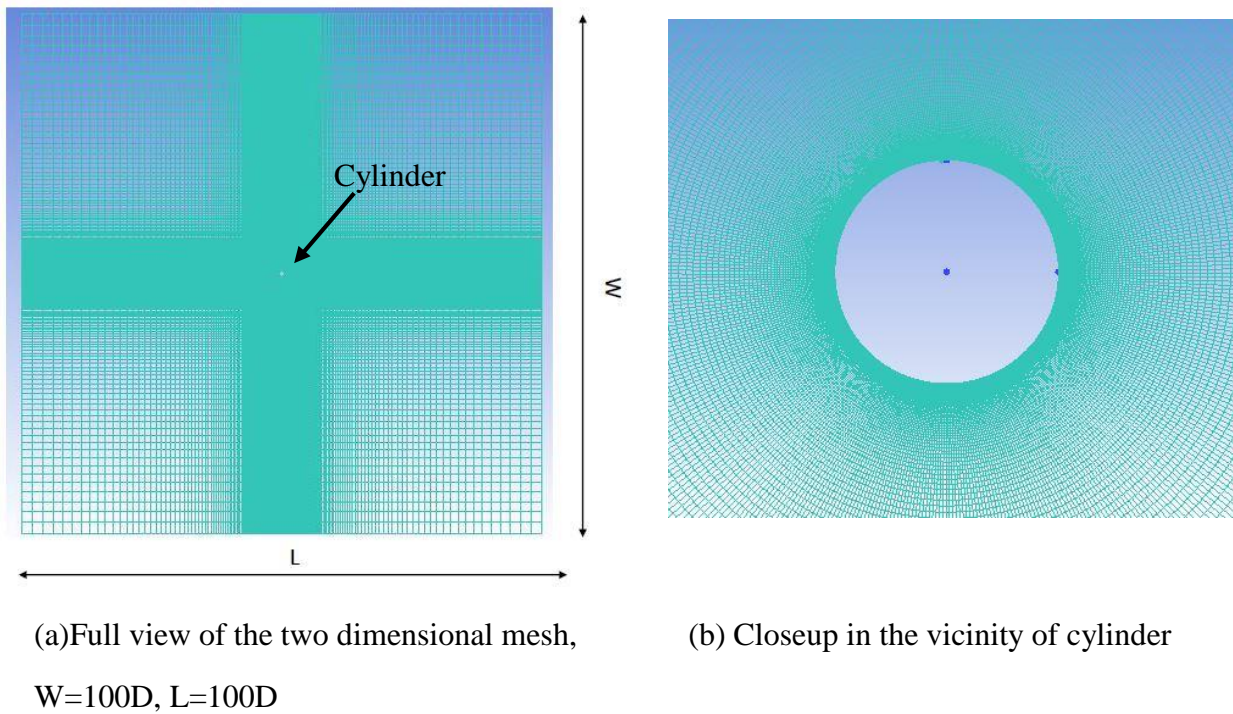 Cylinder
W
L
(a)Full view of the two dimensional mesh,
W=100D, L=100D
(b) Closeup in the vicinity of cylinder